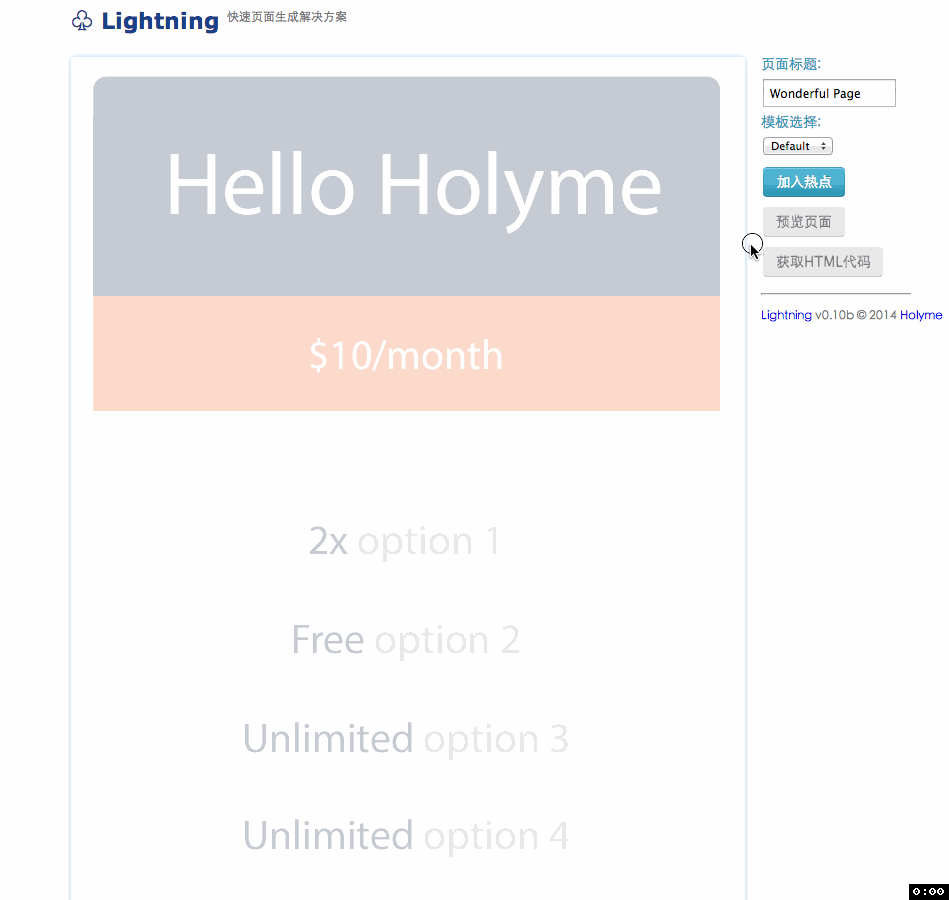 Lightning 快速页面生成解决方案
Hello Holyme
$10/month
2x option 1
Free option 2
Unlimited option 3
Unlimited option 4
页面标题:
Wonderful Page
模板选择:
Default
加入热点
预览页面
获取HTML代码
Lightning v0.10b © 2014 Holyme
0:00